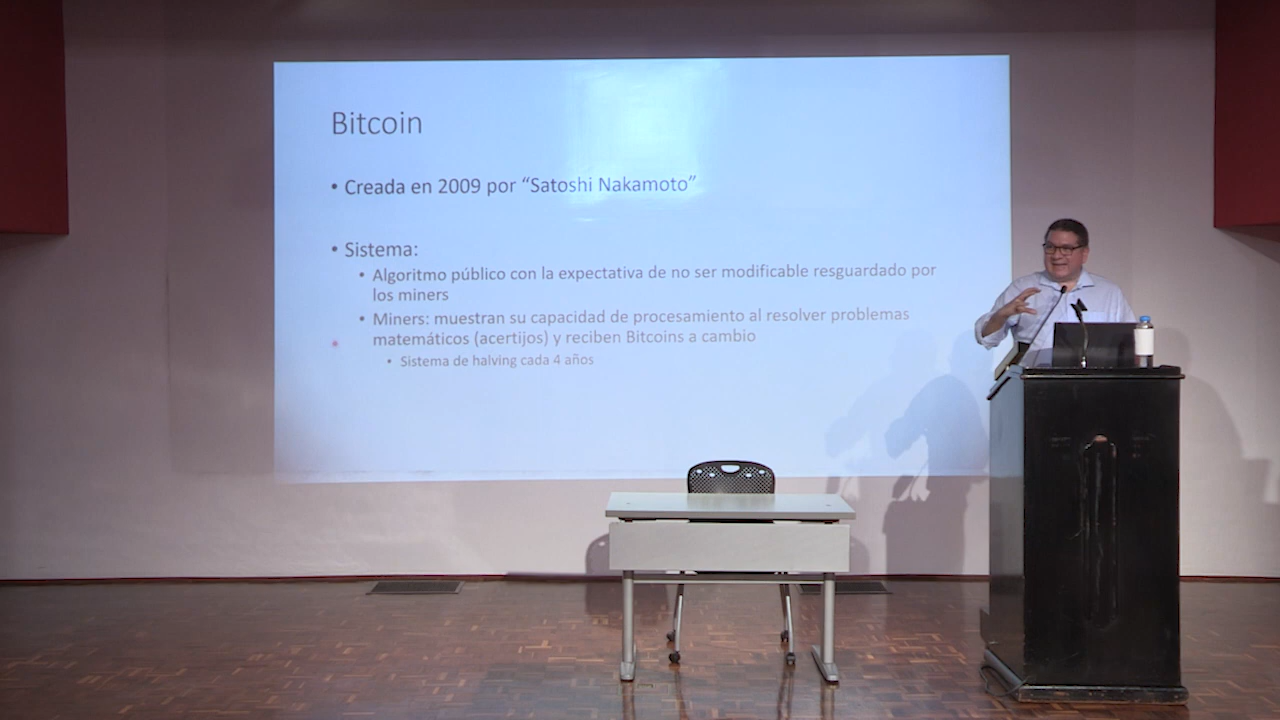 Bitcoin
• Creada en 2009 por “Satoshi Nakamoto”
• Sistema:
• Algoritmo público con la expectativa de no ser modificable resguardado por
los miners
• Miners: muestran su capacidad de procesamiento al resolver problemas
matemáticos (acertijos) y reciben Bitcoins a cambio
• Sistema de halving cada 4 años